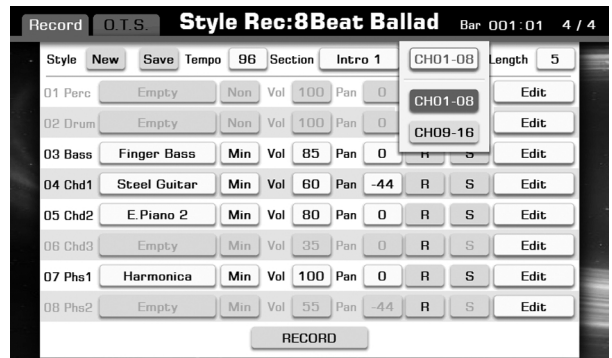 Record O.T.S. Style Rec:8Beat Ballad Bar 001:01 4/4
Style New Save Tempo 96 Section Intro 1 CH01-08 Length 5
01 Perc Empty Non Vol 100 Pan 0 CH01-08 Edit
02 Drum Empty Non Vol 100 Pan 0 CH09-16 Edit
03 Bass Finger Bass Min Vol 85 Pan 0 R S Edit
04 Chd1 Steel Guitar Min Vol 60 Pan -44 R S Edit
05 Chd2 E.Piano 2 Min Vol 80 Pan 0 R S Edit
06 Chd3 Empty Min Vol 35 Pan 0 R S Edit
07 Phs1 Harmonica Min Vol 100 Pan 0 R S Edit
08 Phs2 Empty Min Vol 55 Pan -44 R S Edit
RECORD